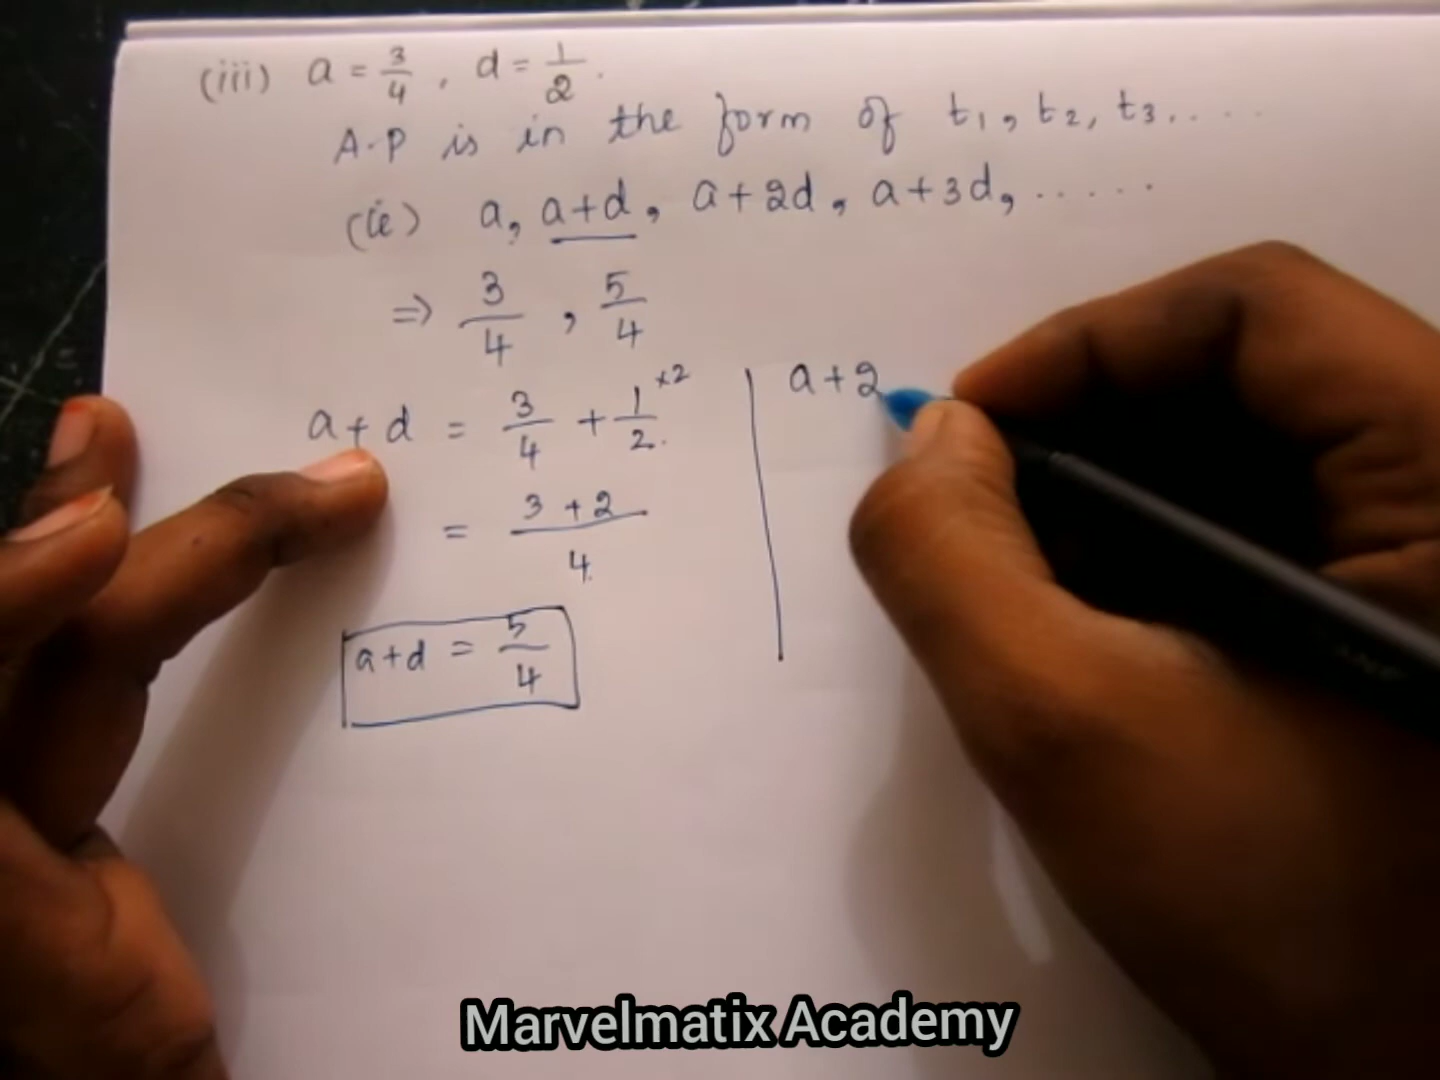 (iii) a = 3/4 , d = 1/2 .
A.P is in the form of t1, t2, t3, ....
(ie) a, a+d, a+2d, a+3d, .....
⇒ 3/4 , 5/4
a+d = 3/4 + 1/2 ×2
= 3+2/4
a+d = 5/4
a+2
Marvelmatix Academy